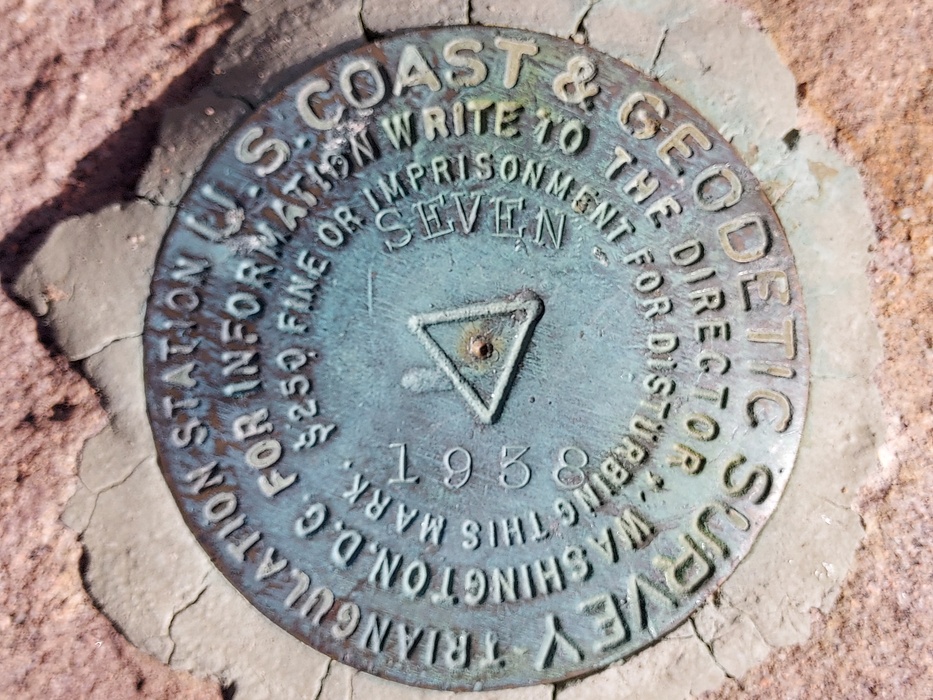 U.S. COAST & GEODETIC SURVEY
TRIANGULATION STATION
FOR INFORMATION WRITE TO THE DIRECTOR, WASHINGTON, D.C.
$250 FINE OR IMPRISONMENT FOR DISTURBING THIS MARK.
SEVEN
1958